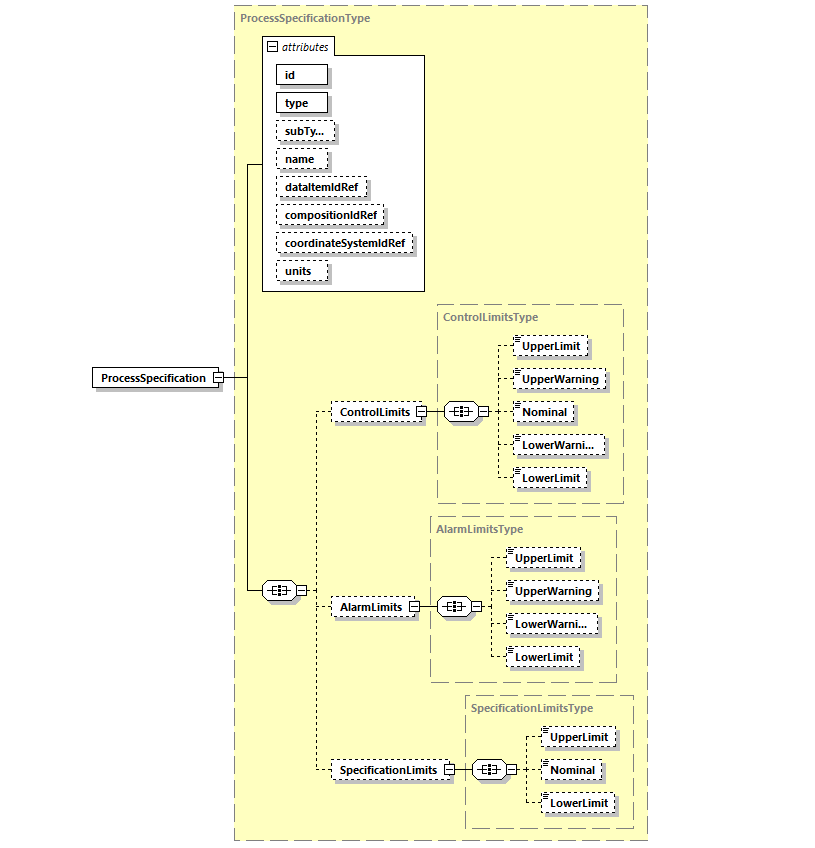 ProcessSpecificationType
attributes
id
type
subTy...
name
dataItemIdRef
compositionIdRef
coordinateSystemIdRef
units
ProcessSpecification
ControlLimits
ControlLimitsType
UpperLimit
UpperWarning
Nominal
LowerWarni...
LowerLimit
AlarmLimits
AlarmLimitsType
UpperLimit
UpperWarning
LowerWarni...
LowerLimit
SpecificationLimits
SpecificationLimitsType
UpperLimit
Nominal
LowerLimit